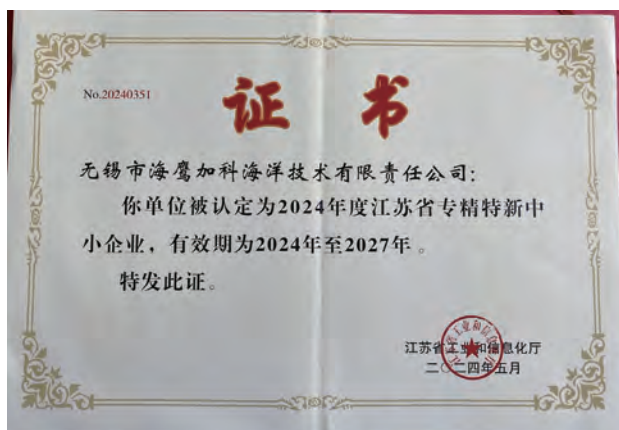 No.20240351
证 书
无锡市海鹰加科海洋技术有限责任公司：
你单位被认定为2024年度江苏省专精特新中
小企业，有效期为2024年至2027年。
特发此证。
江苏省工业和信息化厅
二〇二四年五月